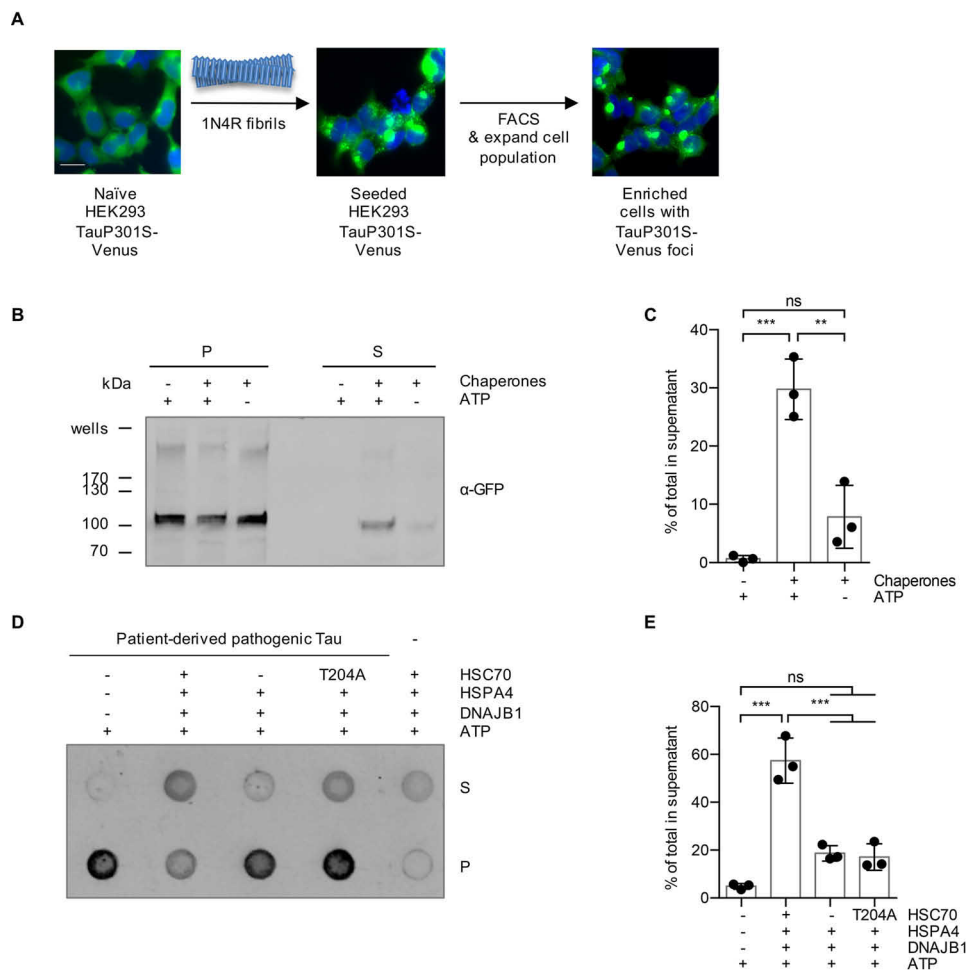 A
1N4R fibrils
FACS
& expand cell
population
Naïve
HEK293
TauP301S-
Venus
Seeded
HEK293
TauP301S-
Venus
Enriched
cells with
TauP301S-
Venus foci
B
P S
kDa - + + - + + Chaperones
+ + - + + - ATP
wells
170
130
100
70
α-GFP
C
ns
*** **
% of total in supernatant
40
30
20
10
0
- + + Chaperones
+ + - ATP
D
Patient-derived pathogenic Tau -
- + - T204A + HSC70
- + + + + HSPA4
- + + + + DNAJB1
+ + + + + ATP
S
P
E
ns
*** ***
% of total in supernatant
80
60
40
20
0
- + - T204A HSC70
- + + + HSPA4
- + + + DNAJB1
+ + + + ATP